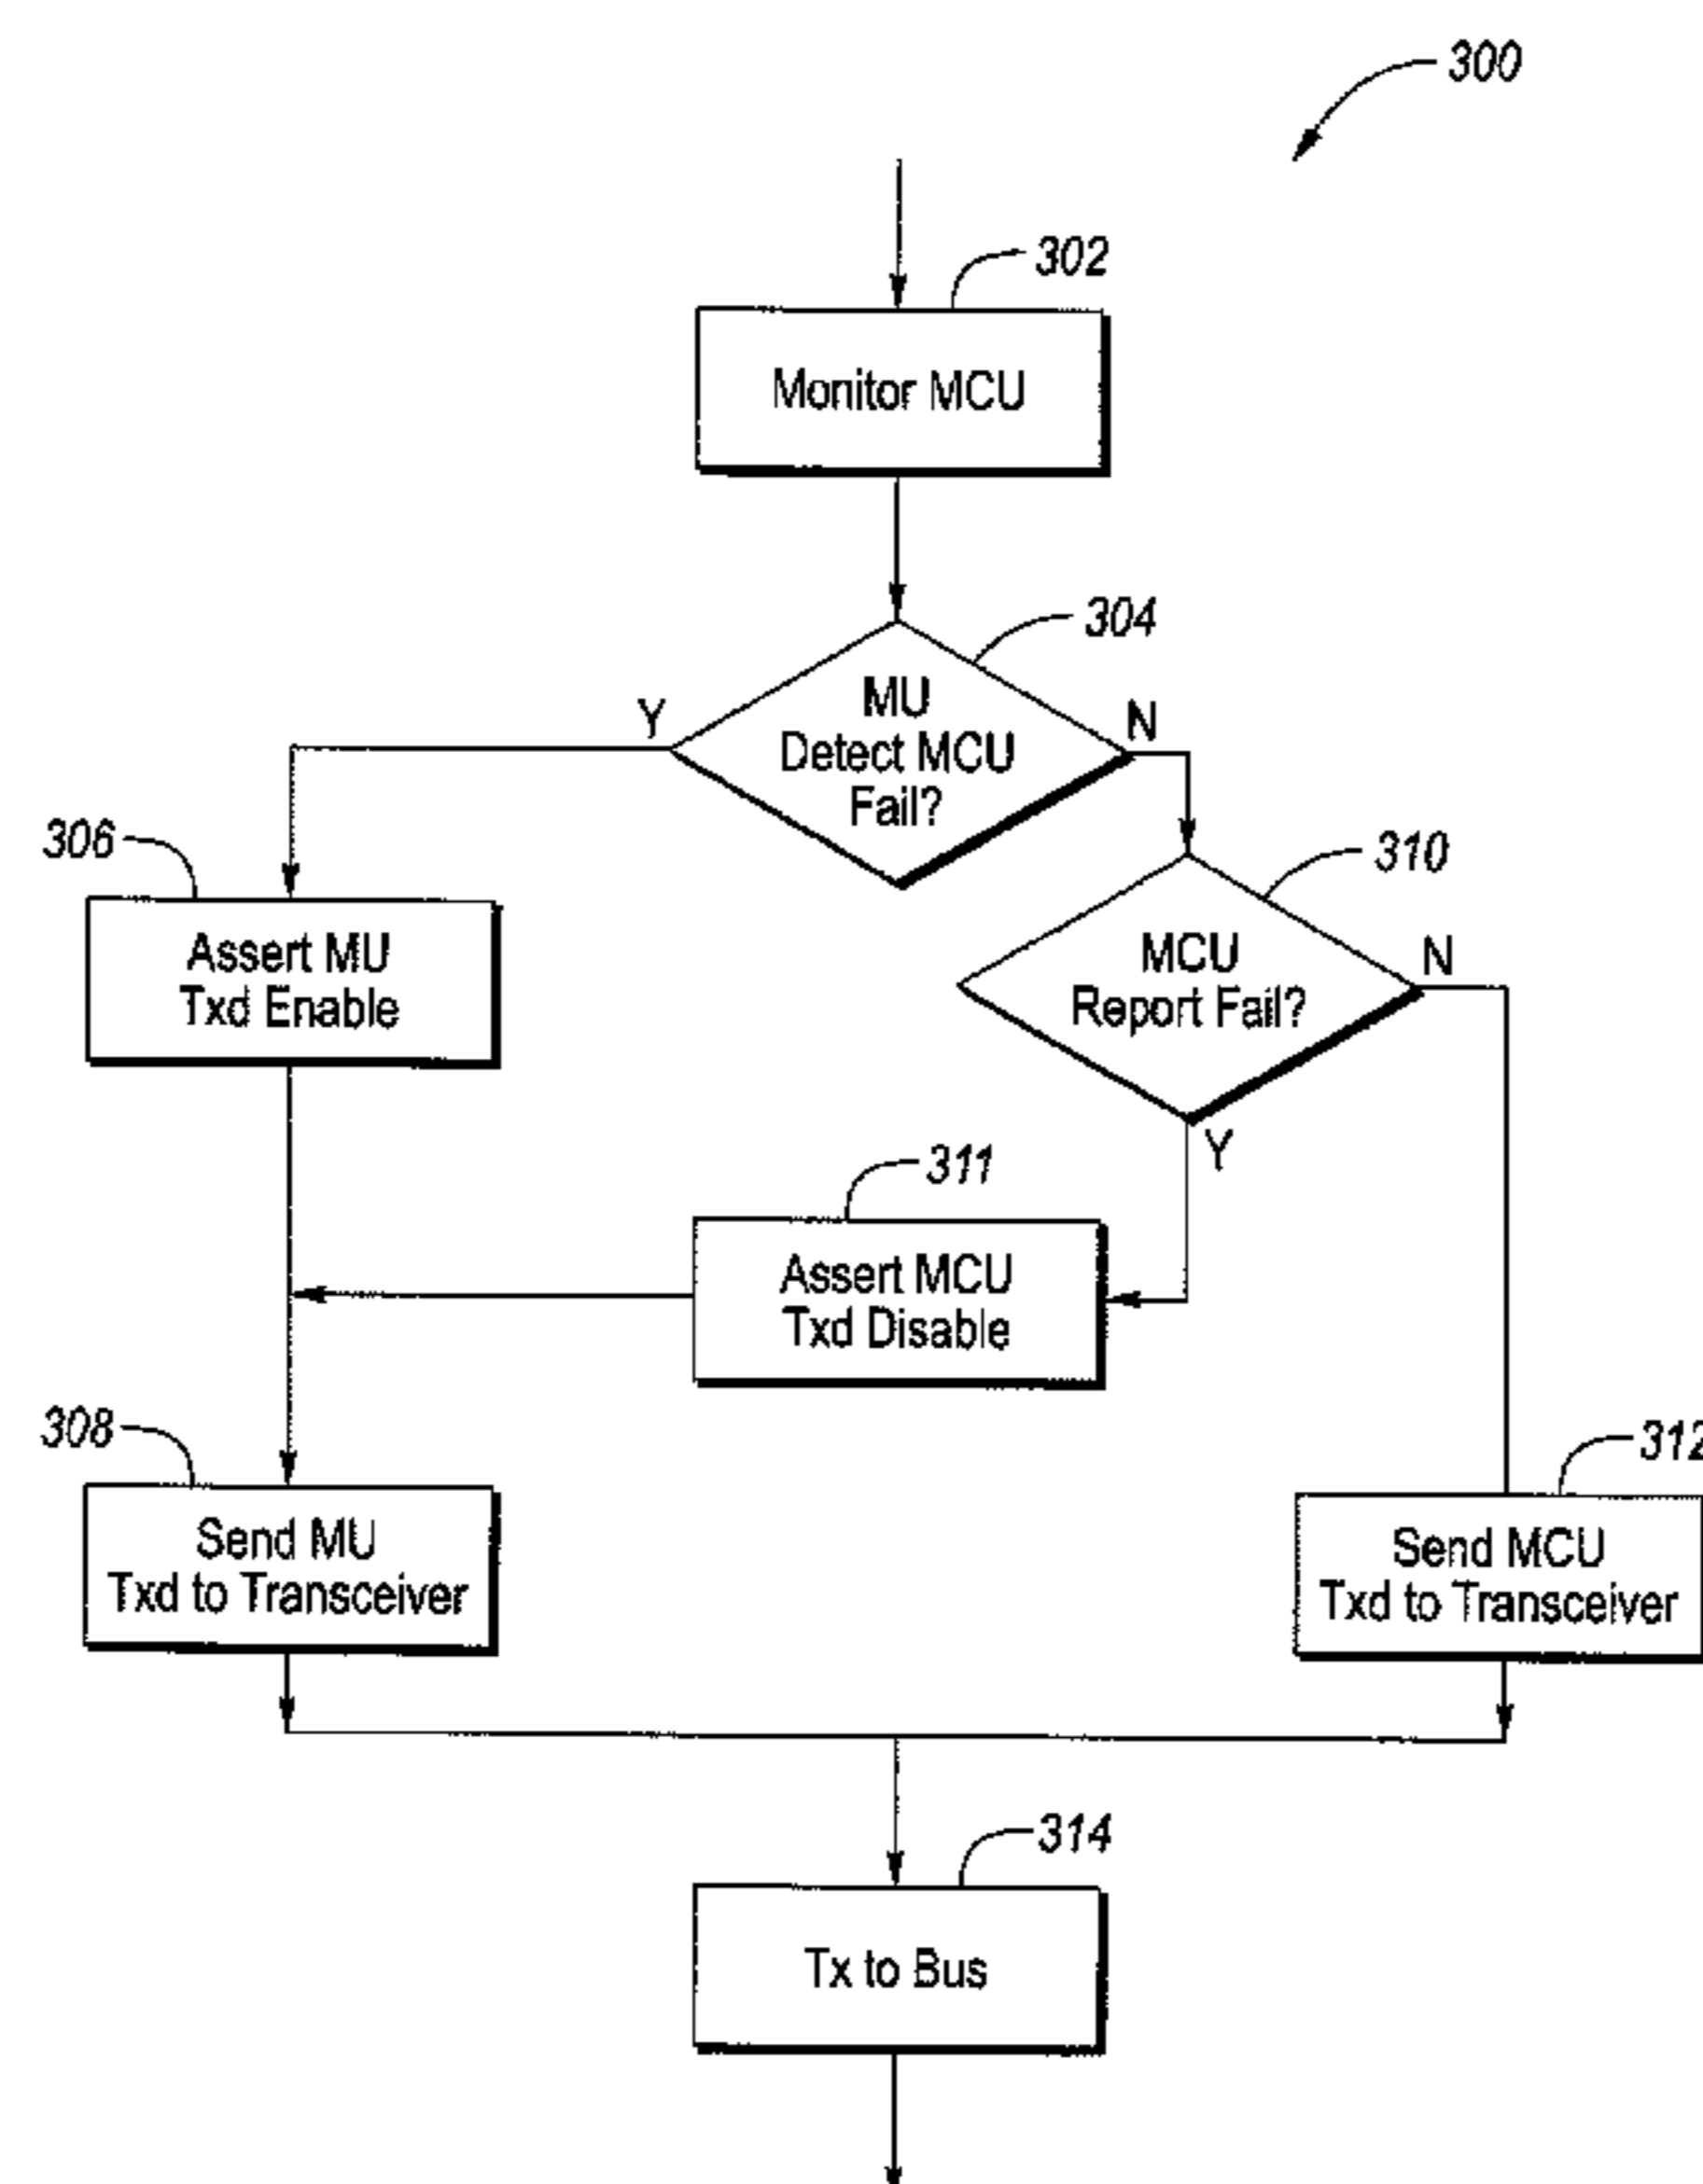 300
302
Monitor MCU
304
MU
Detect MCU
Fail?
Y
N
306
Assert MU
Txd Enable
310
MCU
Report Fail?
N
Y
311
Assert MCU
Txd Disable
308
Send MU
Txd to Transceiver
312
Send MCU
Txd to Transceiver
314
Tx to Bus